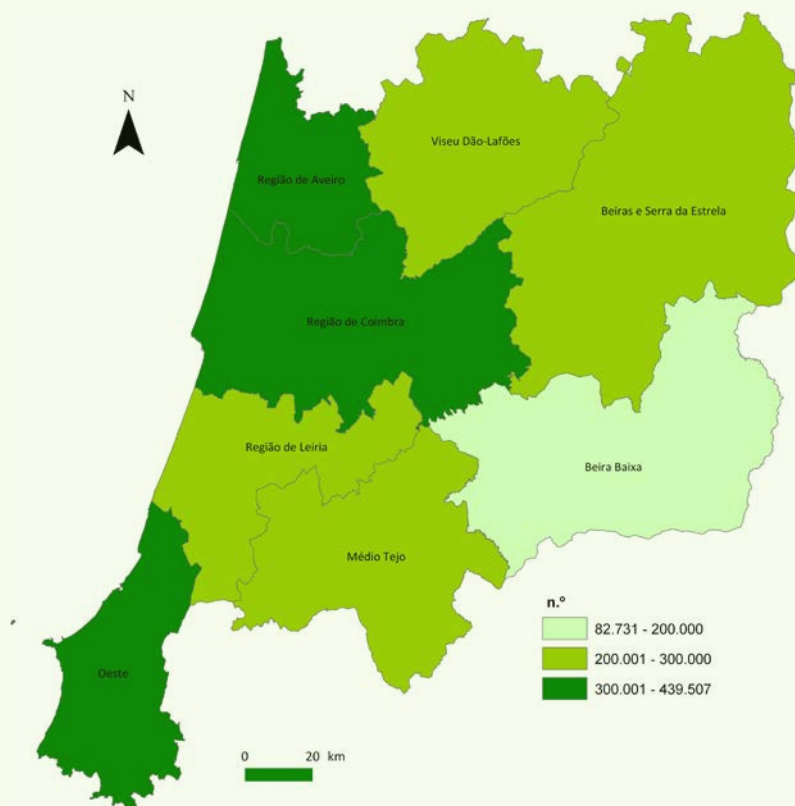 N
Viseu Dão-Lafões
Região de Aveiro
Beiras e Serra da Estrela
Região de Coimbra
Região de Leiria
Beira Baixa
Médio Tejo
Oeste
n.º
82.731 - 200.000
200.001 - 300.000
300.001 - 439.507
0 20 km